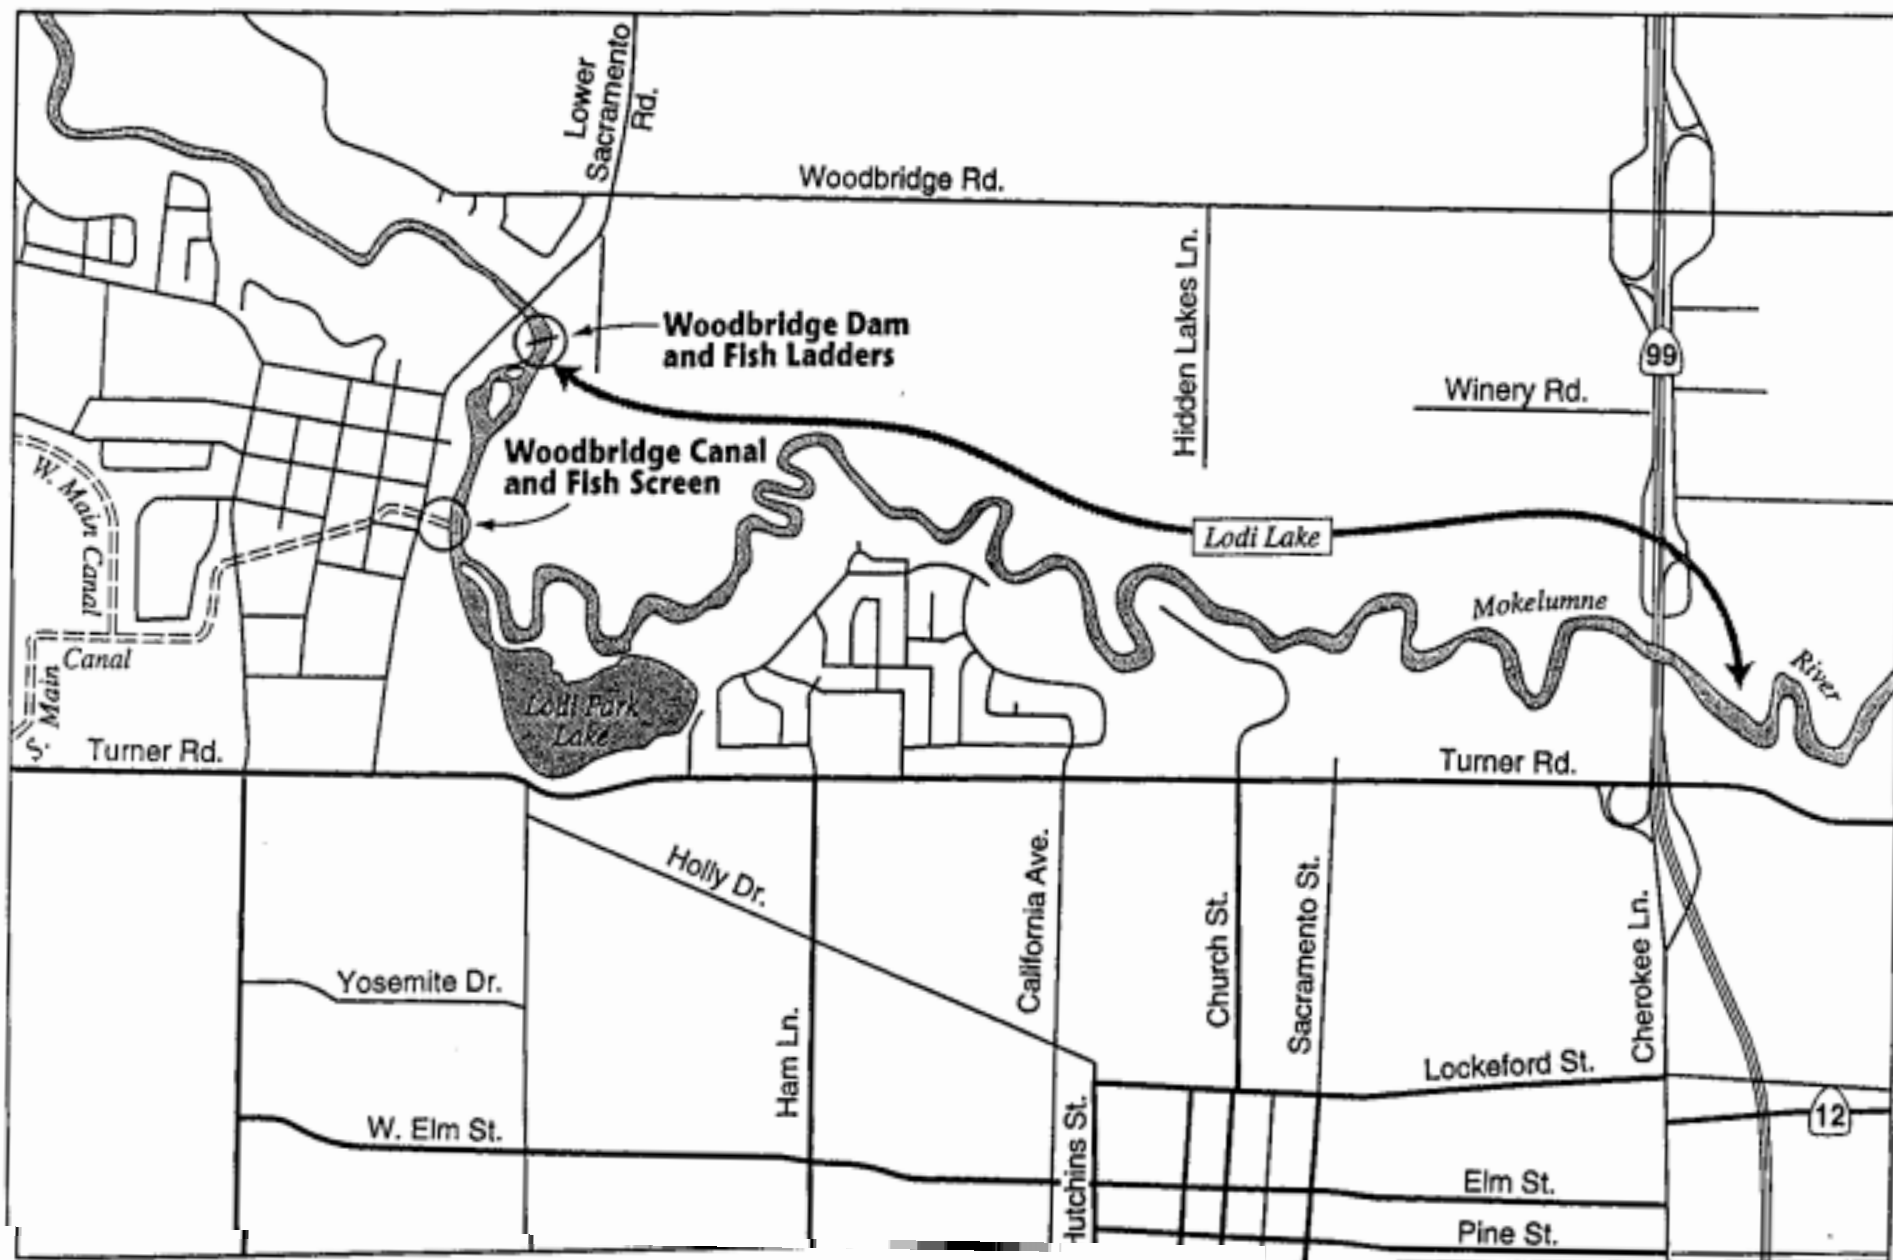 Lower
Sacramento
Rd.
Woodbridge Rd.
Hidden Lakes Ln.
Woodbridge Dam
and Fish Ladders
99
Winery Rd.
Woodbridge Canal
and Fish Screen
W. Main Canal
Lodi Lake
Mokelumne
River
Canal
S. Main
Lodi Park
Lake
Turner Rd.
Turner Rd.
Holly Dr.
California Ave.
Church St.
Sacramento St.
Cherokee Ln.
Yosemite Dr.
Ham Ln.
Lockeford St.
12
W. Elm St.
Hutchins St.
Elm St.
Pine St.